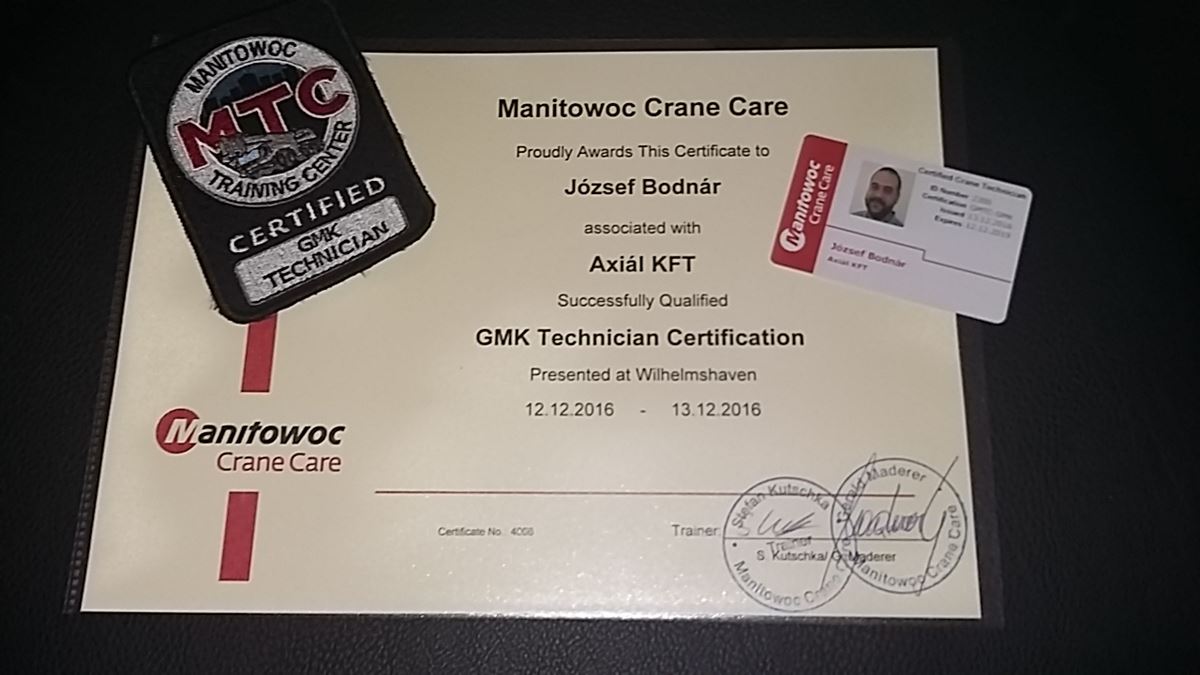 MANITOWOC
MTC
TRAINING CENTER
CERTIFIED
GMK
TECHNICIAN
Manitowoc Crane Care
Proudly Awards This Certificate to
József Bodnár
associated with
Axiál KFT
Successfully Qualified
GMK Technician Certification
Presented at Wilhelmshaven
12.12.2016 - 13.12.2016
Manitowoc
Crane Care
Certified Crane Technician
ID Number
Certification
Issued
Expires
József Bodnár
Axiál KFT
Manitowoc
Crane Care
Certificate No.
Trainer:
S. Kutschka/ G. Maderer
Stefan Kutschka
Trainer
Manitowoc Crane
Gerald Maderer
Manitowoc Crane Care